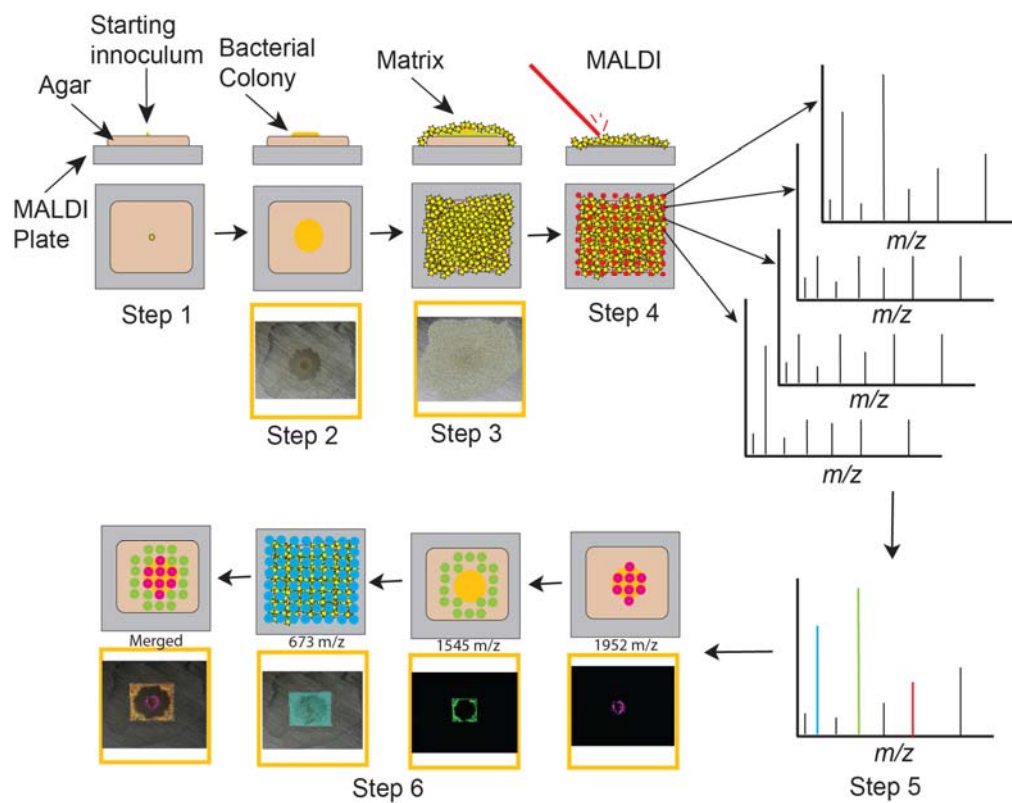 Starting
innoculum
Agar
Bacterial
Colony
Matrix
MALDI
MALDI
Plate
Step 1
Step 2
Step 3
Step 4
m/z
m/z
m/z
m/z
Merged
673 m/z
1545 m/z
1952 m/z
m/z
Step 5
Step 6